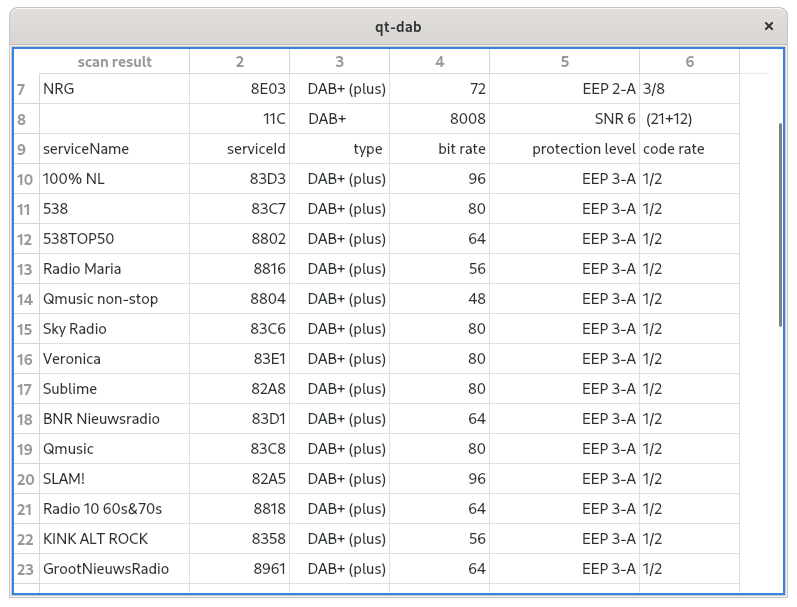 qt-dab ×
scan result 2 3 4 5 6
7 NRG 8E03 DAB+ (plus) 72 EEP 2-A 3/8
8 11C DAB+ 8008 SNR 6 (21+12)
9 serviceName serviceId type bit rate protection level code rate
10 100% NL 83D3 DAB+ (plus) 96 EEP 3-A 1/2
11 538 83C7 DAB+ (plus) 80 EEP 3-A 1/2
12 538TOP50 8802 DAB+ (plus) 64 EEP 3-A 1/2
13 Radio Maria 8816 DAB+ (plus) 56 EEP 3-A 1/2
14 Qmusic non-stop 8804 DAB+ (plus) 48 EEP 3-A 1/2
15 Sky Radio 83C6 DAB+ (plus) 80 EEP 3-A 1/2
16 Veronica 83E1 DAB+ (plus) 80 EEP 3-A 1/2
17 Sublime 82A8 DAB+ (plus) 80 EEP 3-A 1/2
18 BNR Nieuwsradio 83D1 DAB+ (plus) 64 EEP 3-A 1/2
19 Qmusic 83C8 DAB+ (plus) 80 EEP 3-A 1/2
20 SLAM! 82A5 DAB+ (plus) 96 EEP 3-A 1/2
21 Radio 10 60s&70s 8818 DAB+ (plus) 64 EEP 3-A 1/2
22 KINK ALT ROCK 8358 DAB+ (plus) 56 EEP 3-A 1/2
23 GrootNieuwsRadio 8961 DAB+ (plus) 64 EEP 3-A 1/2